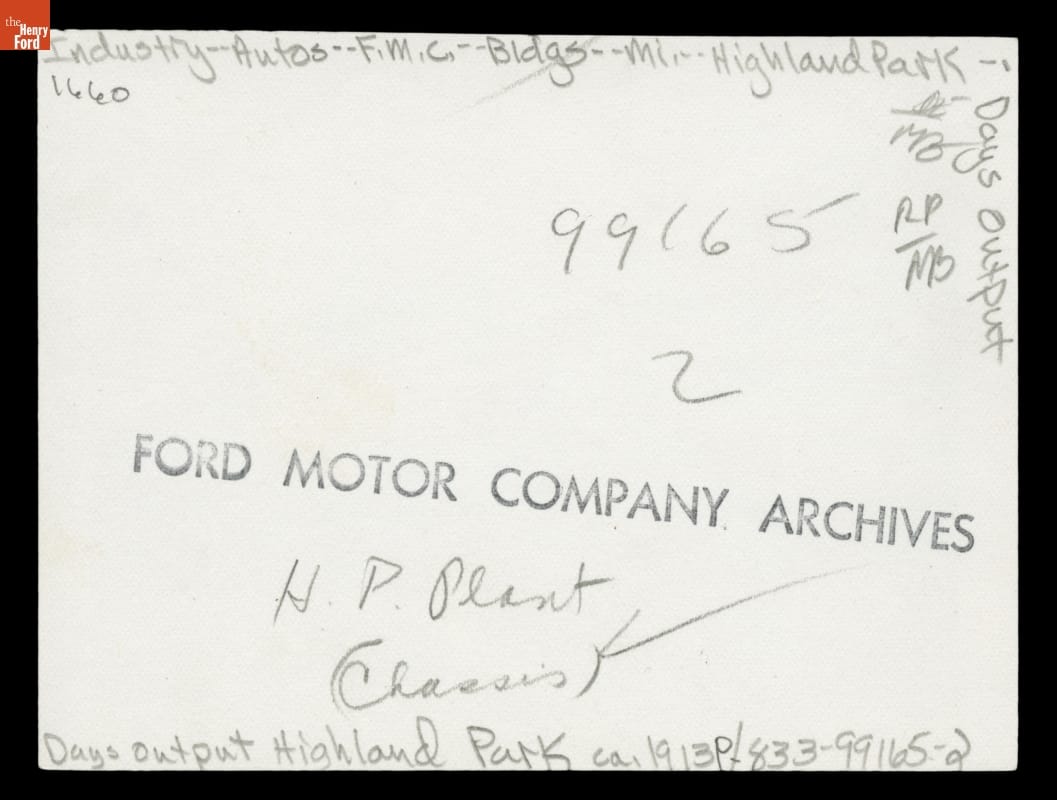 the
Henry
Ford
Industry--Autos--F.M.C.--Bldgs--Mi.--Highland Park--
Days output
1660
MB
99165
RP/MB
2
FORD MOTOR COMPANY ARCHIVES
H. P. Plant
(Chassis)
Days output Highland Park ca. 1913 P.833-99165-2